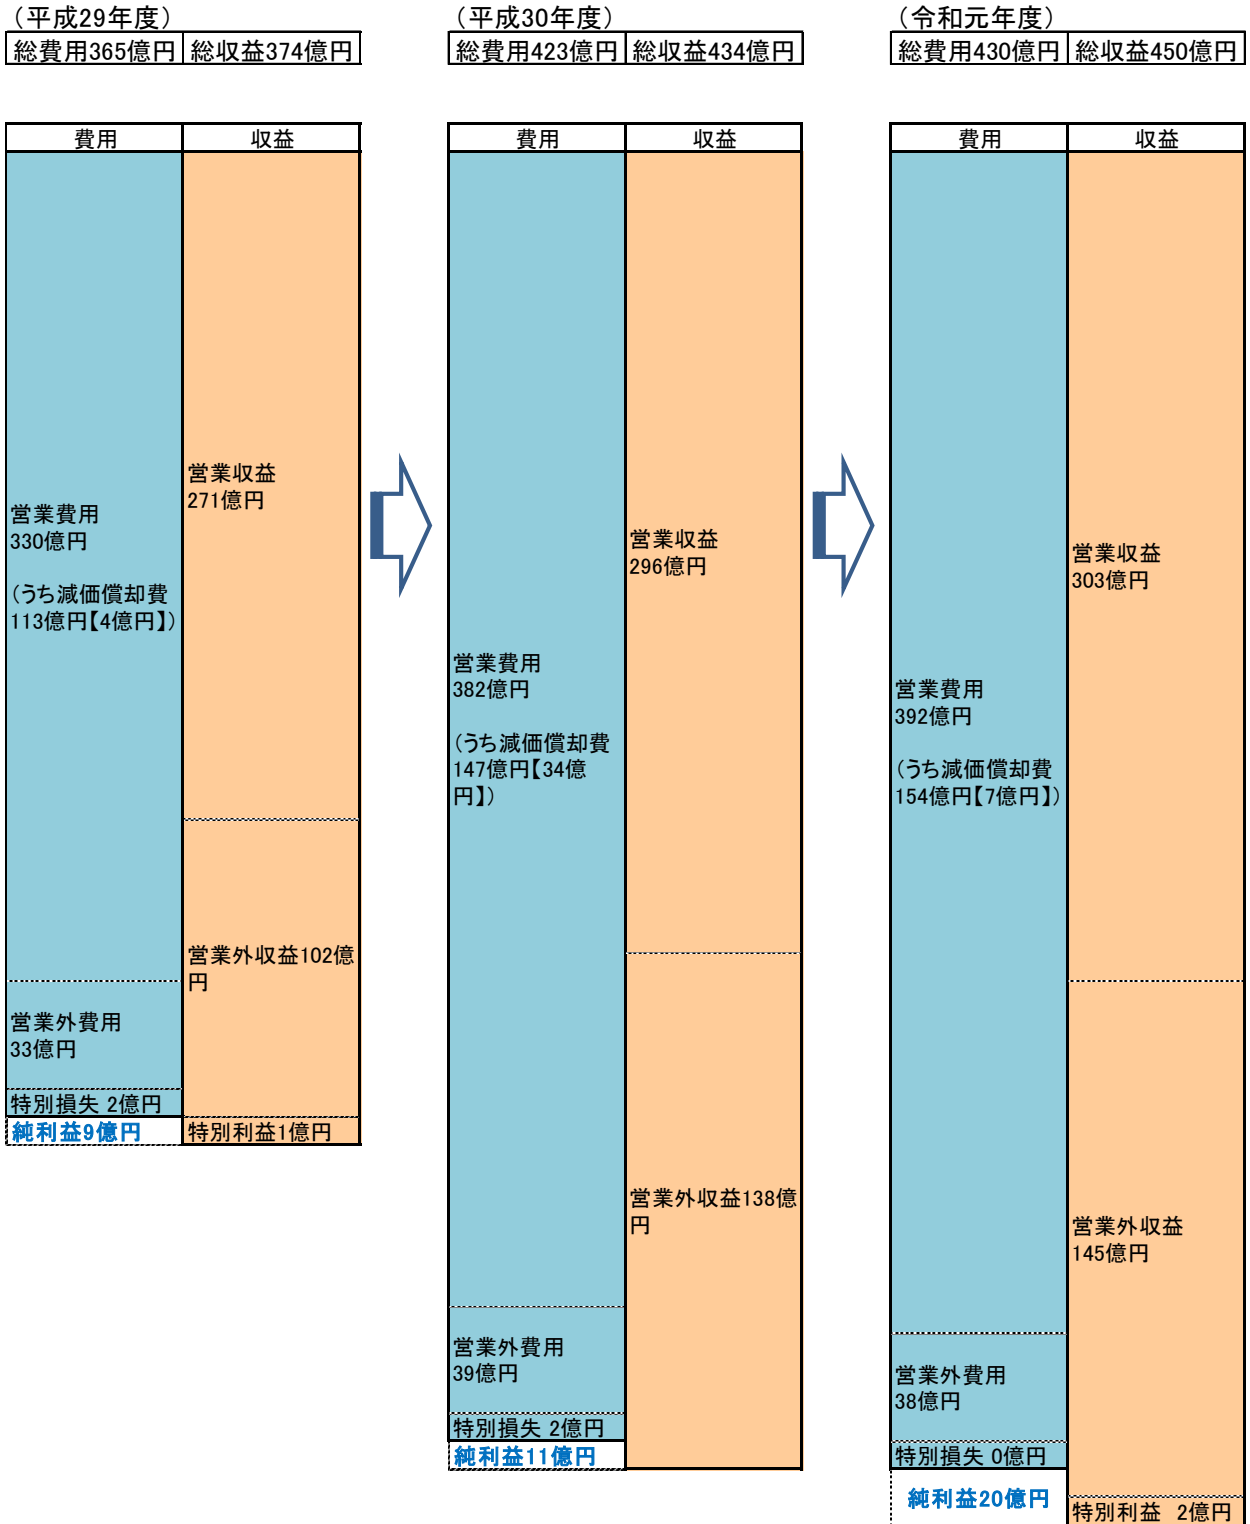 （平成29年度）
総費用365億円 総収益374億円
費用 収益
営業収益
271億円
営業費用
330億円
（うち減価償却費
113億円【4億円】）
営業外収益102億
円
営業外費用
33億円
特別損失 2億円
純利益9億円
特別利益1億円
（平成30年度）
総費用423億円 総収益434億円
費用 収益
営業収益
296億円
営業費用
382億円
（うち減価償却費
147億円【34億
円】）
営業外収益138億
円
営業外費用
39億円
特別損失 2億円
純利益11億円
（令和元年度）
総費用430億円 総収益450億円
費用 収益
営業収益
303億円
営業費用
392億円
（うち減価償却費
154億円【7億円】）
営業外収益
145億円
営業外費用
38億円
特別損失 0億円
純利益20億円
特別利益　2億円